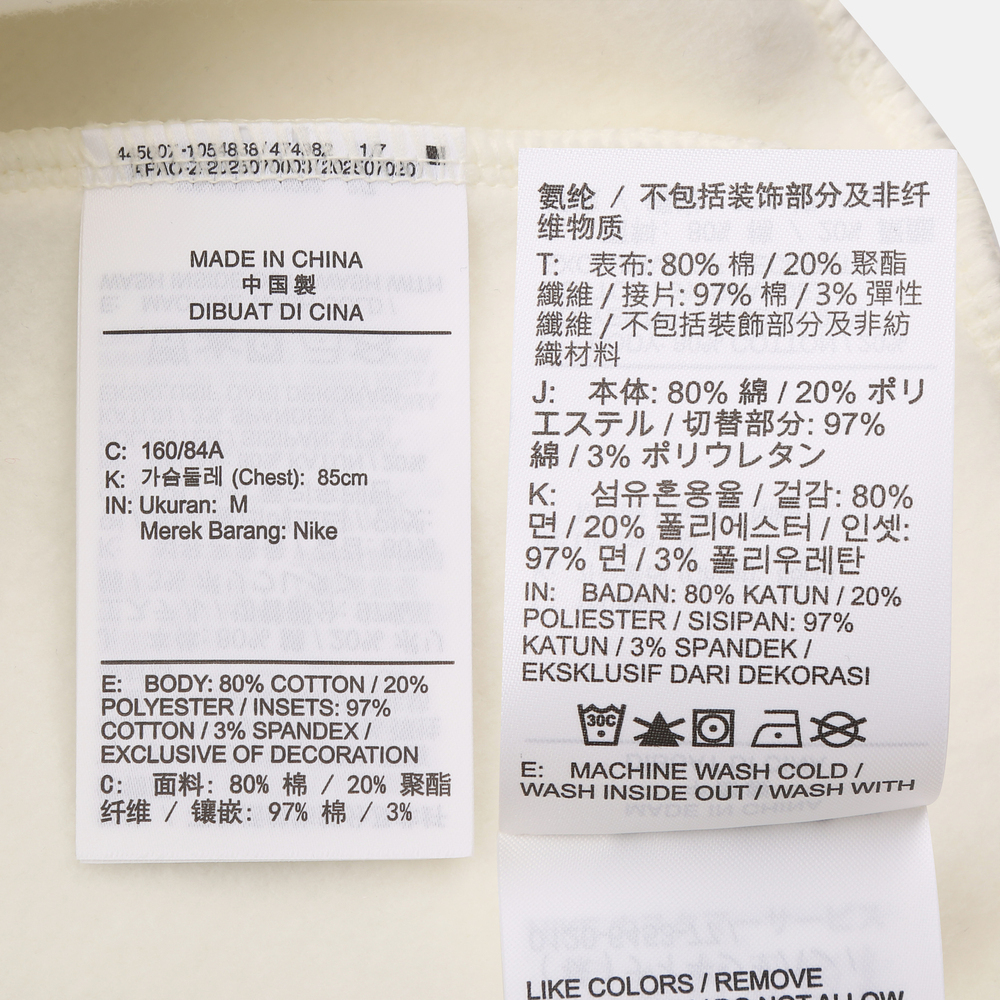 1/7
MADE IN CHINA
中国製
DIBUAT DI CINA
C: 160/84A
K: 가슴둘레 (Chest): 85cm
IN: Ukuran: M
Merek Barang: Nike
E: BODY: 80% COTTON / 20%
POLYESTER / INSETS: 97%
COTTON / 3% SPANDEX /
EXCLUSIVE OF DECORATION
C: 面料: 80% 棉 / 20% 聚酯
纤维 / 镶嵌: 97% 棉 / 3%
氨纶 / 不包括装饰部分及非纤
维物质
T: 表布: 80% 棉 / 20% 聚酯
纖維 / 接片: 97% 棉 / 3% 彈性
纖維 / 不包括裝飾部分及非紡
織材料
J: 本体: 80% 綿 / 20% ポリ
エステル / 切替部分: 97%
綿 / 3% ポリウレタン
K: 섬유혼용율 / 겉감: 80%
면 / 20% 폴리에스터 / 인셋:
97% 면 / 3% 폴리우레탄
IN: BADAN: 80% KATUN / 20%
POLIESTER / SISIPAN: 97%
KATUN / 3% SPANDEK /
EKSKLUSIF DARI DEKORASI
30C
E: MACHINE WASH COLD /
WASH INSIDE OUT / WASH WITH
LIKE COLORS / REMOVE